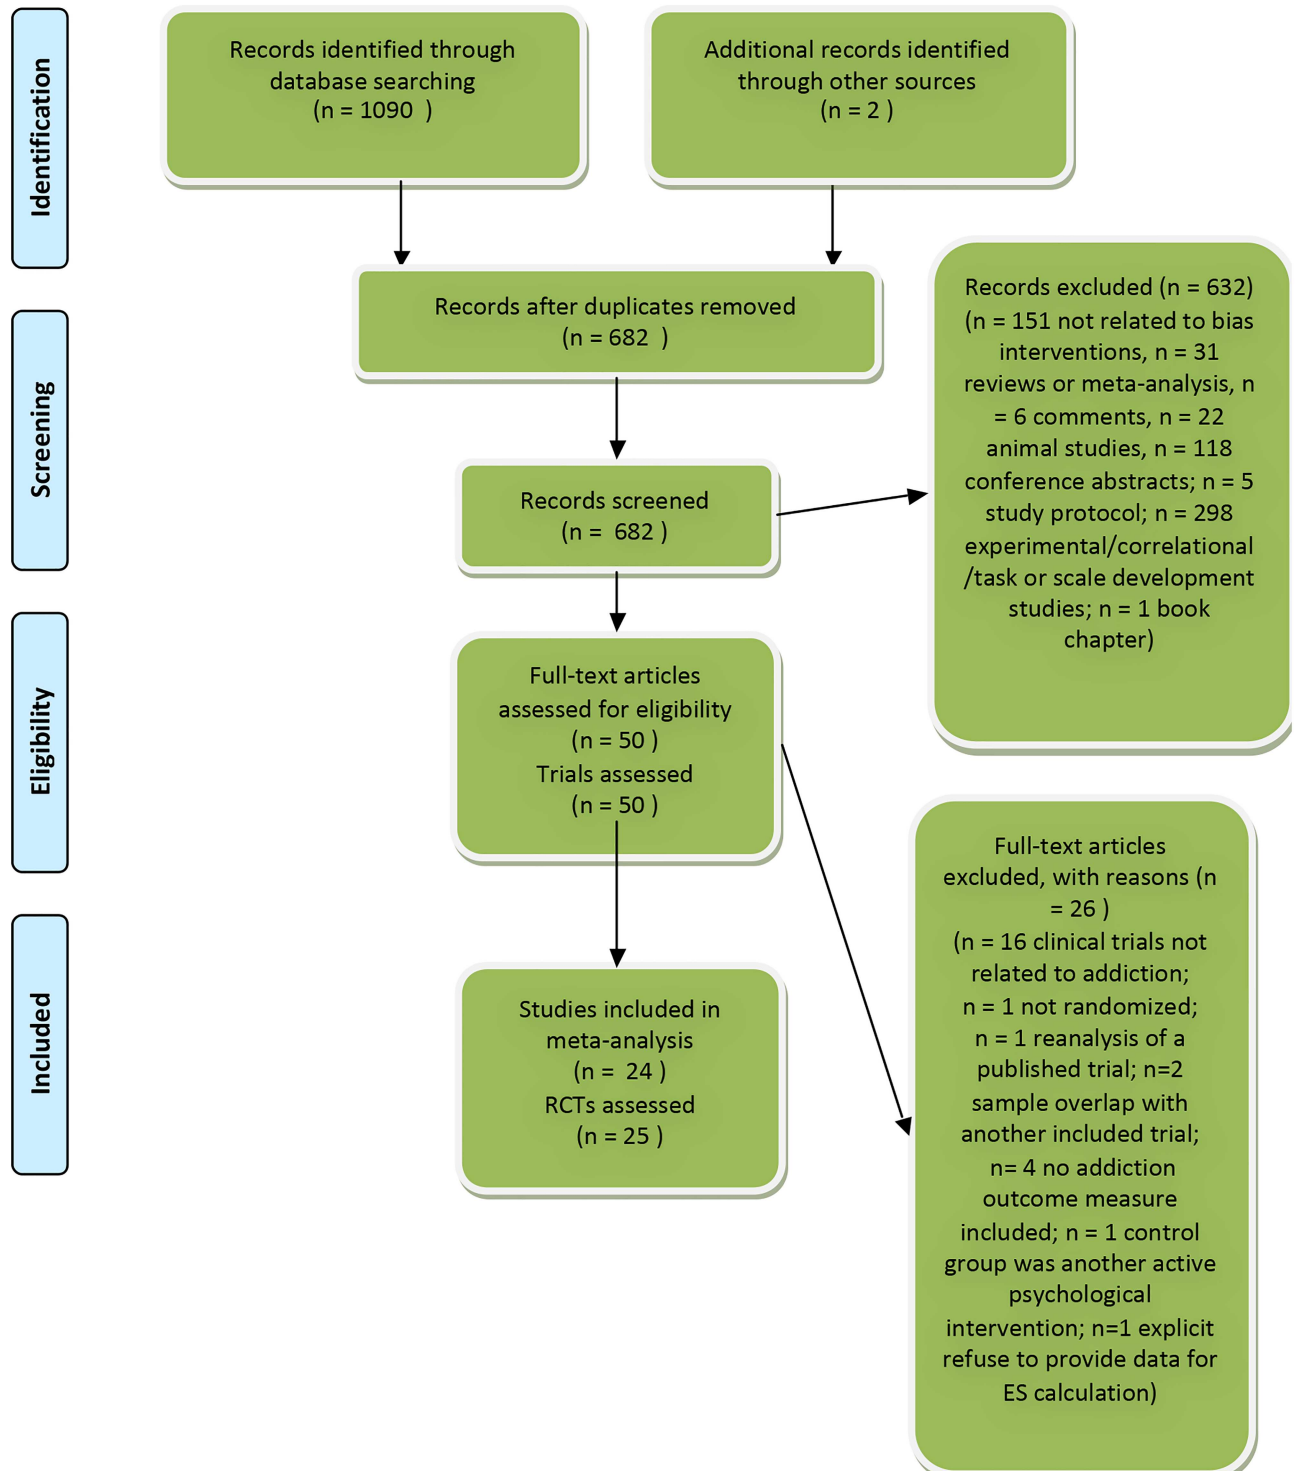 Identification
Records identified through
database searching
(n = 1090  )
Additional records identified
through other sources
(n = 2 )
Screening
Records after duplicates removed
(n = 682  )
Records screened
(n =  682 )
Records excluded (n = 632)
(n = 151 not related to bias
interventions, n = 31
reviews or meta-analysis, n
= 6 comments, n = 22
animal studies, n = 118
conference abstracts; n = 5
study protocol; n = 298
experimental/correlational
/task or scale development
studies; n = 1 book
chapter)
Eligibility
Full-text articles
assessed for eligibility
(n = 50 )
Trials assessed
(n = 50 )
Full-text articles
excluded, with reasons (n
= 26 )
(n = 16 clinical trials not
related to addiction;
n = 1 not randomized;
n = 1 reanalysis of a
published trial; n=2
sample overlap with
another included trial;
n= 4 no addiction
outcome measure
included; n = 1 control
group was another active
psychological
intervention; n=1 explicit
refuse to provide data for
ES calculation)
Included
Studies included in
meta-analysis
(n =  24 )
RCTs assessed
(n = 25 )